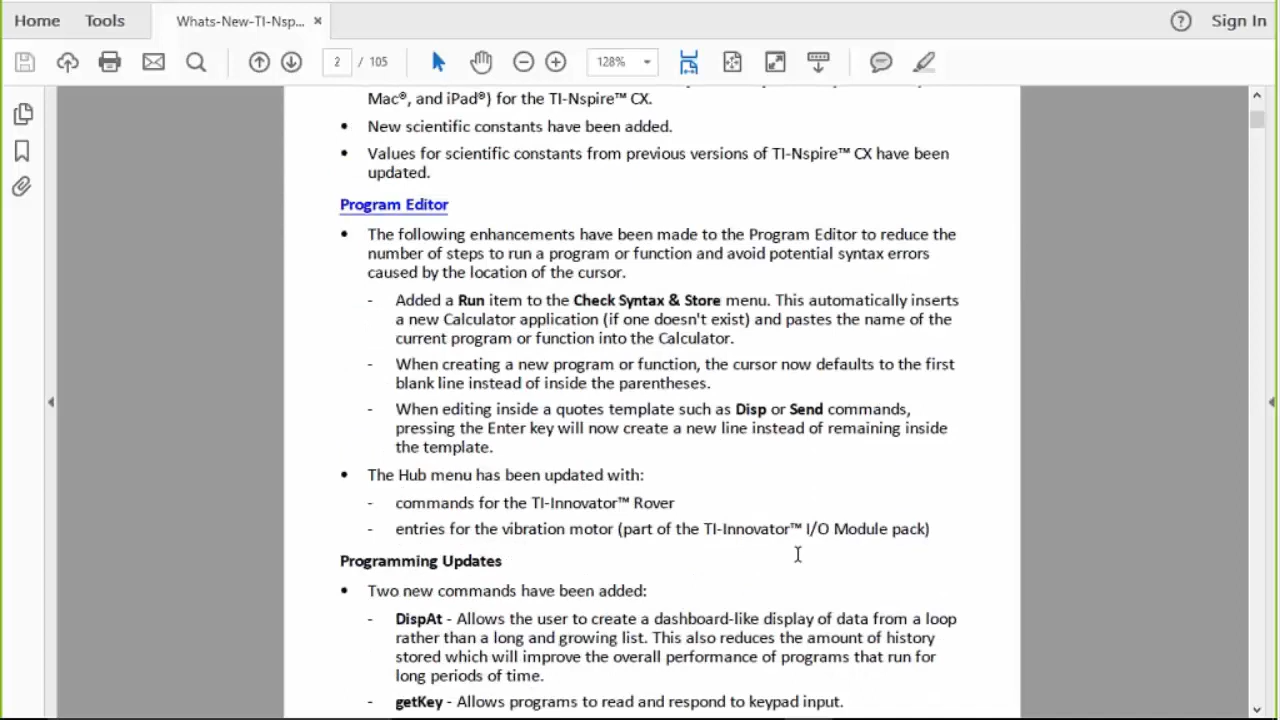 Home Tools Whats-New-TI-Nsp... × ? Sign In
2 / 105 128%
Mac®, and iPad®) for the TI-Nspire™ CX.
• New scientific constants have been added.
• Values for scientific constants from previous versions of TI-Nspire™ CX have been
updated.
Program Editor
• The following enhancements have been made to the Program Editor to reduce the
number of steps to run a program or function and avoid potential syntax errors
caused by the location of the cursor.
- Added a Run item to the Check Syntax & Store menu. This automatically inserts
a new Calculator application (if one doesn't exist) and pastes the name of the
current program or function into the Calculator.
- When creating a new program or function, the cursor now defaults to the first
blank line instead of inside the parentheses.
- When editing inside a quotes template such as Disp or Send commands,
pressing the Enter key will now create a new line instead of remaining inside
the template.
• The Hub menu has been updated with:
- commands for the TI-Innovator™ Rover
- entries for the vibration motor (part of the TI-Innovator™ I/O Module pack)
Programming Updates
• Two new commands have been added:
- DispAt - Allows the user to create a dashboard-like display of data from a loop
rather than a long and growing list. This also reduces the amount of history
stored which will improve the overall performance of programs that run for
long periods of time.
- getKey - Allows programs to read and respond to keypad input.